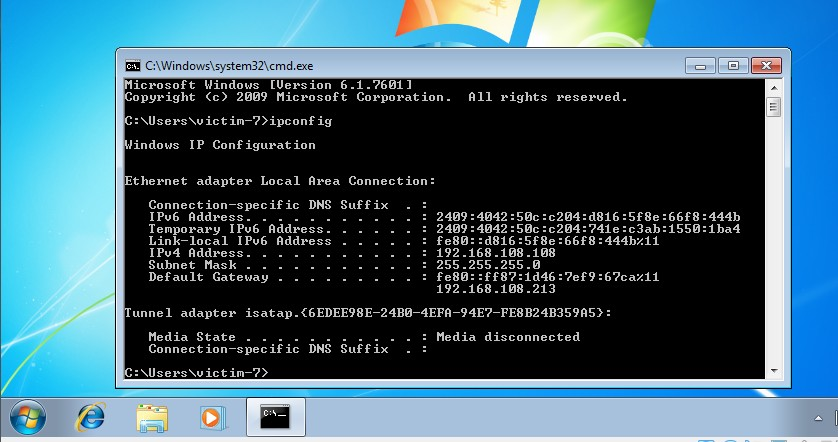 C:\Windows\system32\cmd.exe
Microsoft Windows [Version 6.1.7601]
Copyright (c) 2009 Microsoft Corporation.  All rights reserved.
C:\Users\victim-7>ipconfig
Windows IP Configuration
Ethernet adapter Local Area Connection:
Connection-specific DNS Suffix  . :
IPv6 Address. . . . . . . . . . . : 2409:4042:50c:c204:d816:5f8e:66f8:444b
Temporary IPv6 Address. . . . . . : 2409:4042:50c:c204:741e:c3ab:1550:1ba4
Link-local IPv6 Address . . . . . : fe80::d816:5f8e:66f8:444b%11
IPv4 Address. . . . . . . . . . . : 192.168.108.108
Subnet Mask . . . . . . . . . . . : 255.255.255.0
Default Gateway . . . . . . . . . : fe80::ff87:1d46:7ef9:67ca%11
192.168.108.213
Tunnel adapter isatap.{6EDEE98E-24B0-4EFA-94E7-FE8B24B359A5}:
Media State . . . . . . . . . . . : Media disconnected
Connection-specific DNS Suffix  . :
C:\Users\victim-7>